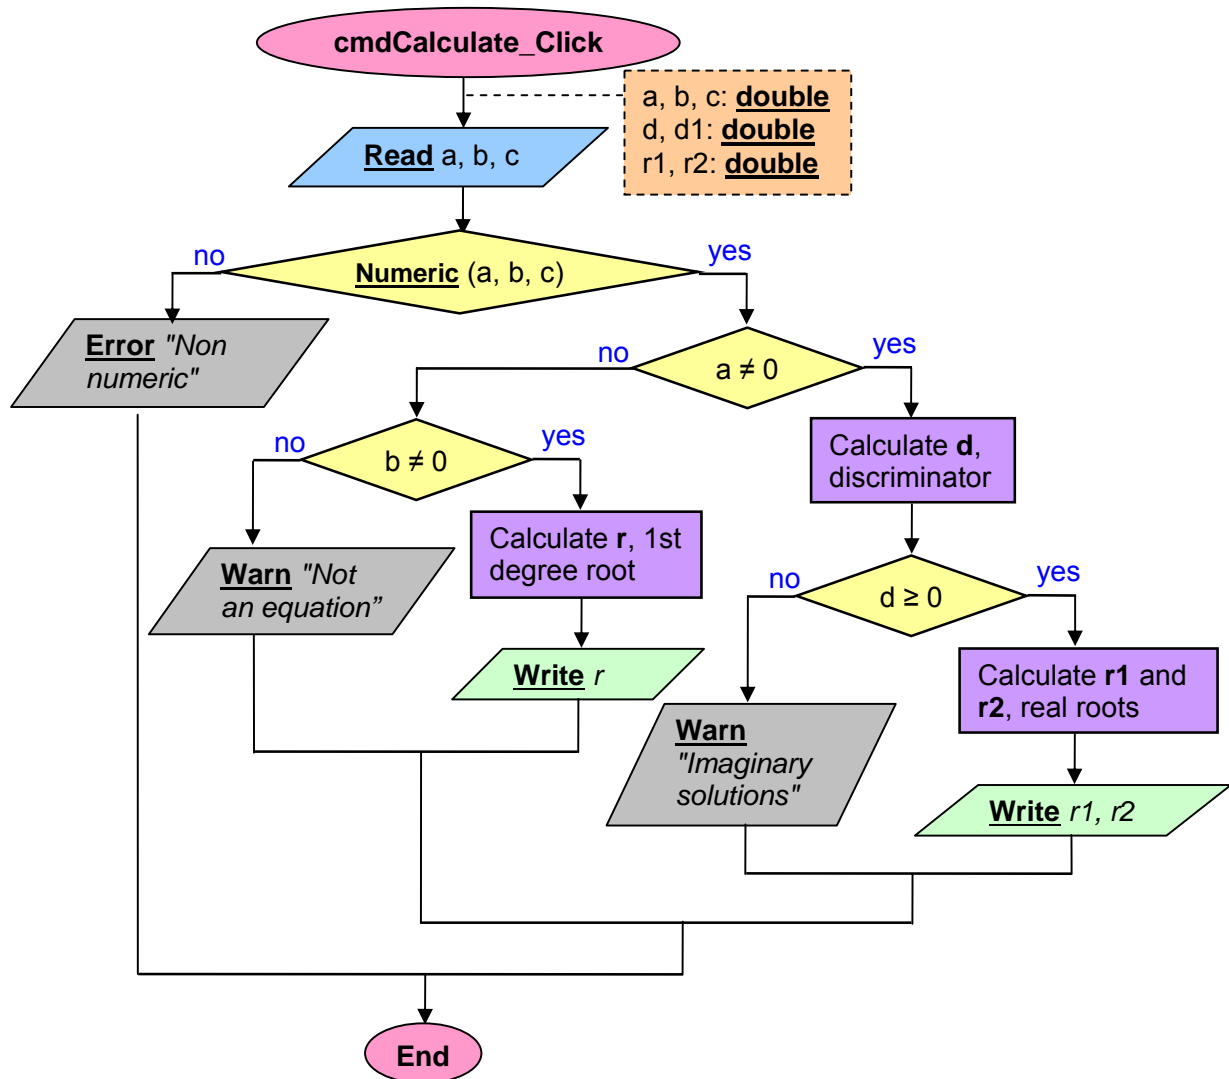 cmdCalculate_Click
a, b, c: double
d, d1: double
r1, r2: double
Read a, b, c
no
yes
Numeric (a, b, c)
Error "Non
numeric"
no
yes
a ≠ 0
no
yes
b ≠ 0
Calculate d,
discriminator
Calculate r, 1st
degree root
Warn "Not
an equation”
no
yes
d ≥ 0
Write r
Calculate r1 and
r2, real roots
Warn
"Imaginary
solutions"
Write r1, r2
End